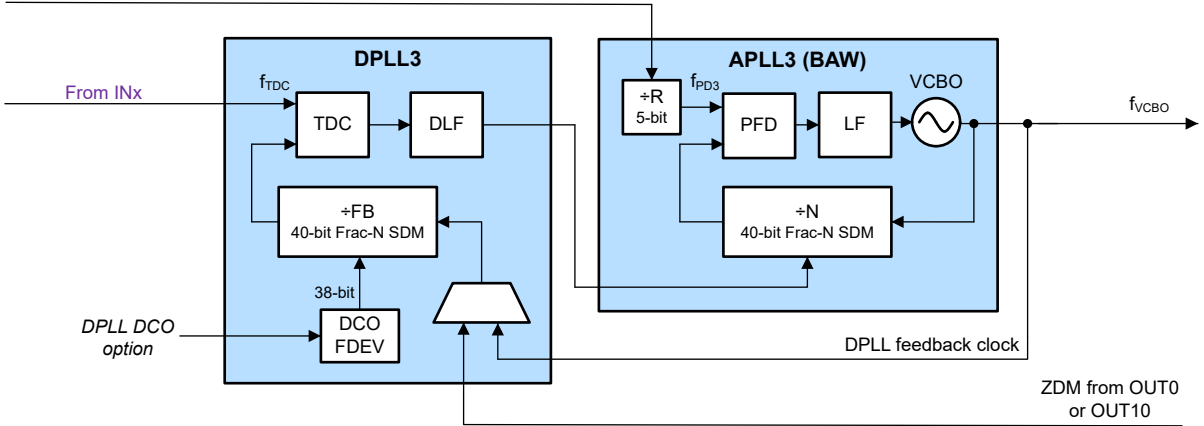 DPLL3
From INx
fTDC
TDC
DLF
÷FB
40-bit Frac-N SDM
38-bit
DCO
FDEV
DPLL DCO
option
APLL3 (BAW)
÷R
5-bit
fPD3
PFD
LF
VCBO
÷N
40-bit Frac-N SDM
fVCBO
DPLL feedback clock
ZDM from OUT0
or OUT10